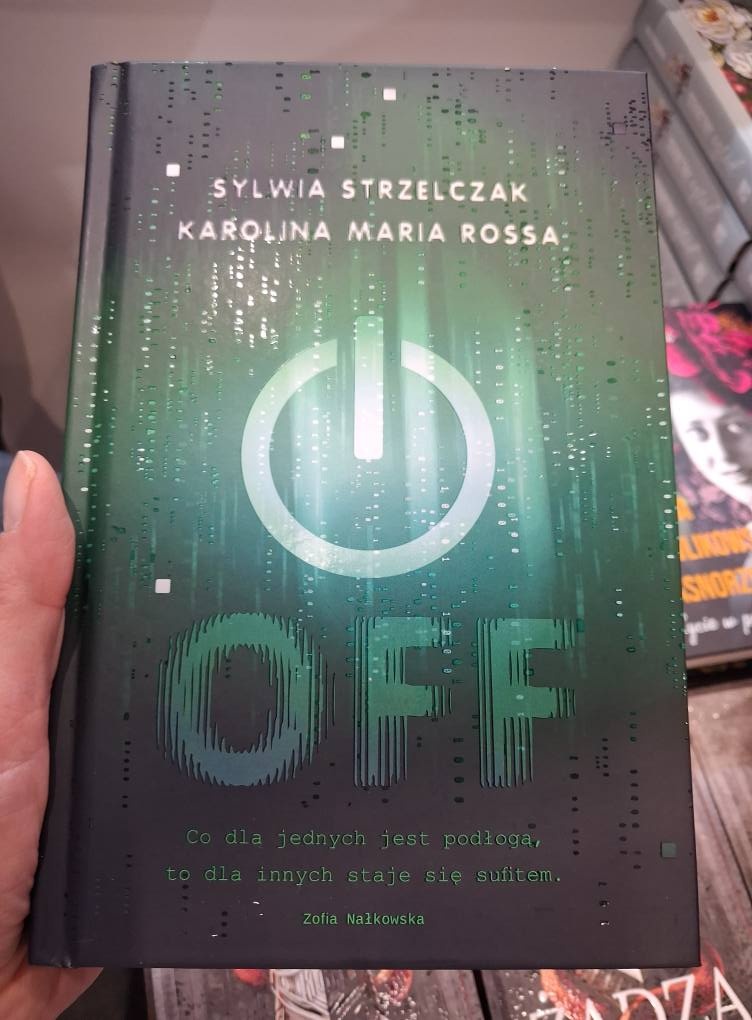 SYLWIA STRZELCZAK
KAROLINA MARIA ROSSA
OFF
Co dla jednych jest podłogą,
to dla innych staje się sufitem.
Zofia Nałkowska